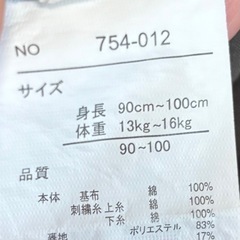 NO 754-012
サイズ
身長 90cm~100cm
体重 13kg~16kg
90~100
品質
本体 基布 綿 100%
刺繍糸 上糸 綿 100%
下糸 綿 100%
ポリエステル 83%
17%